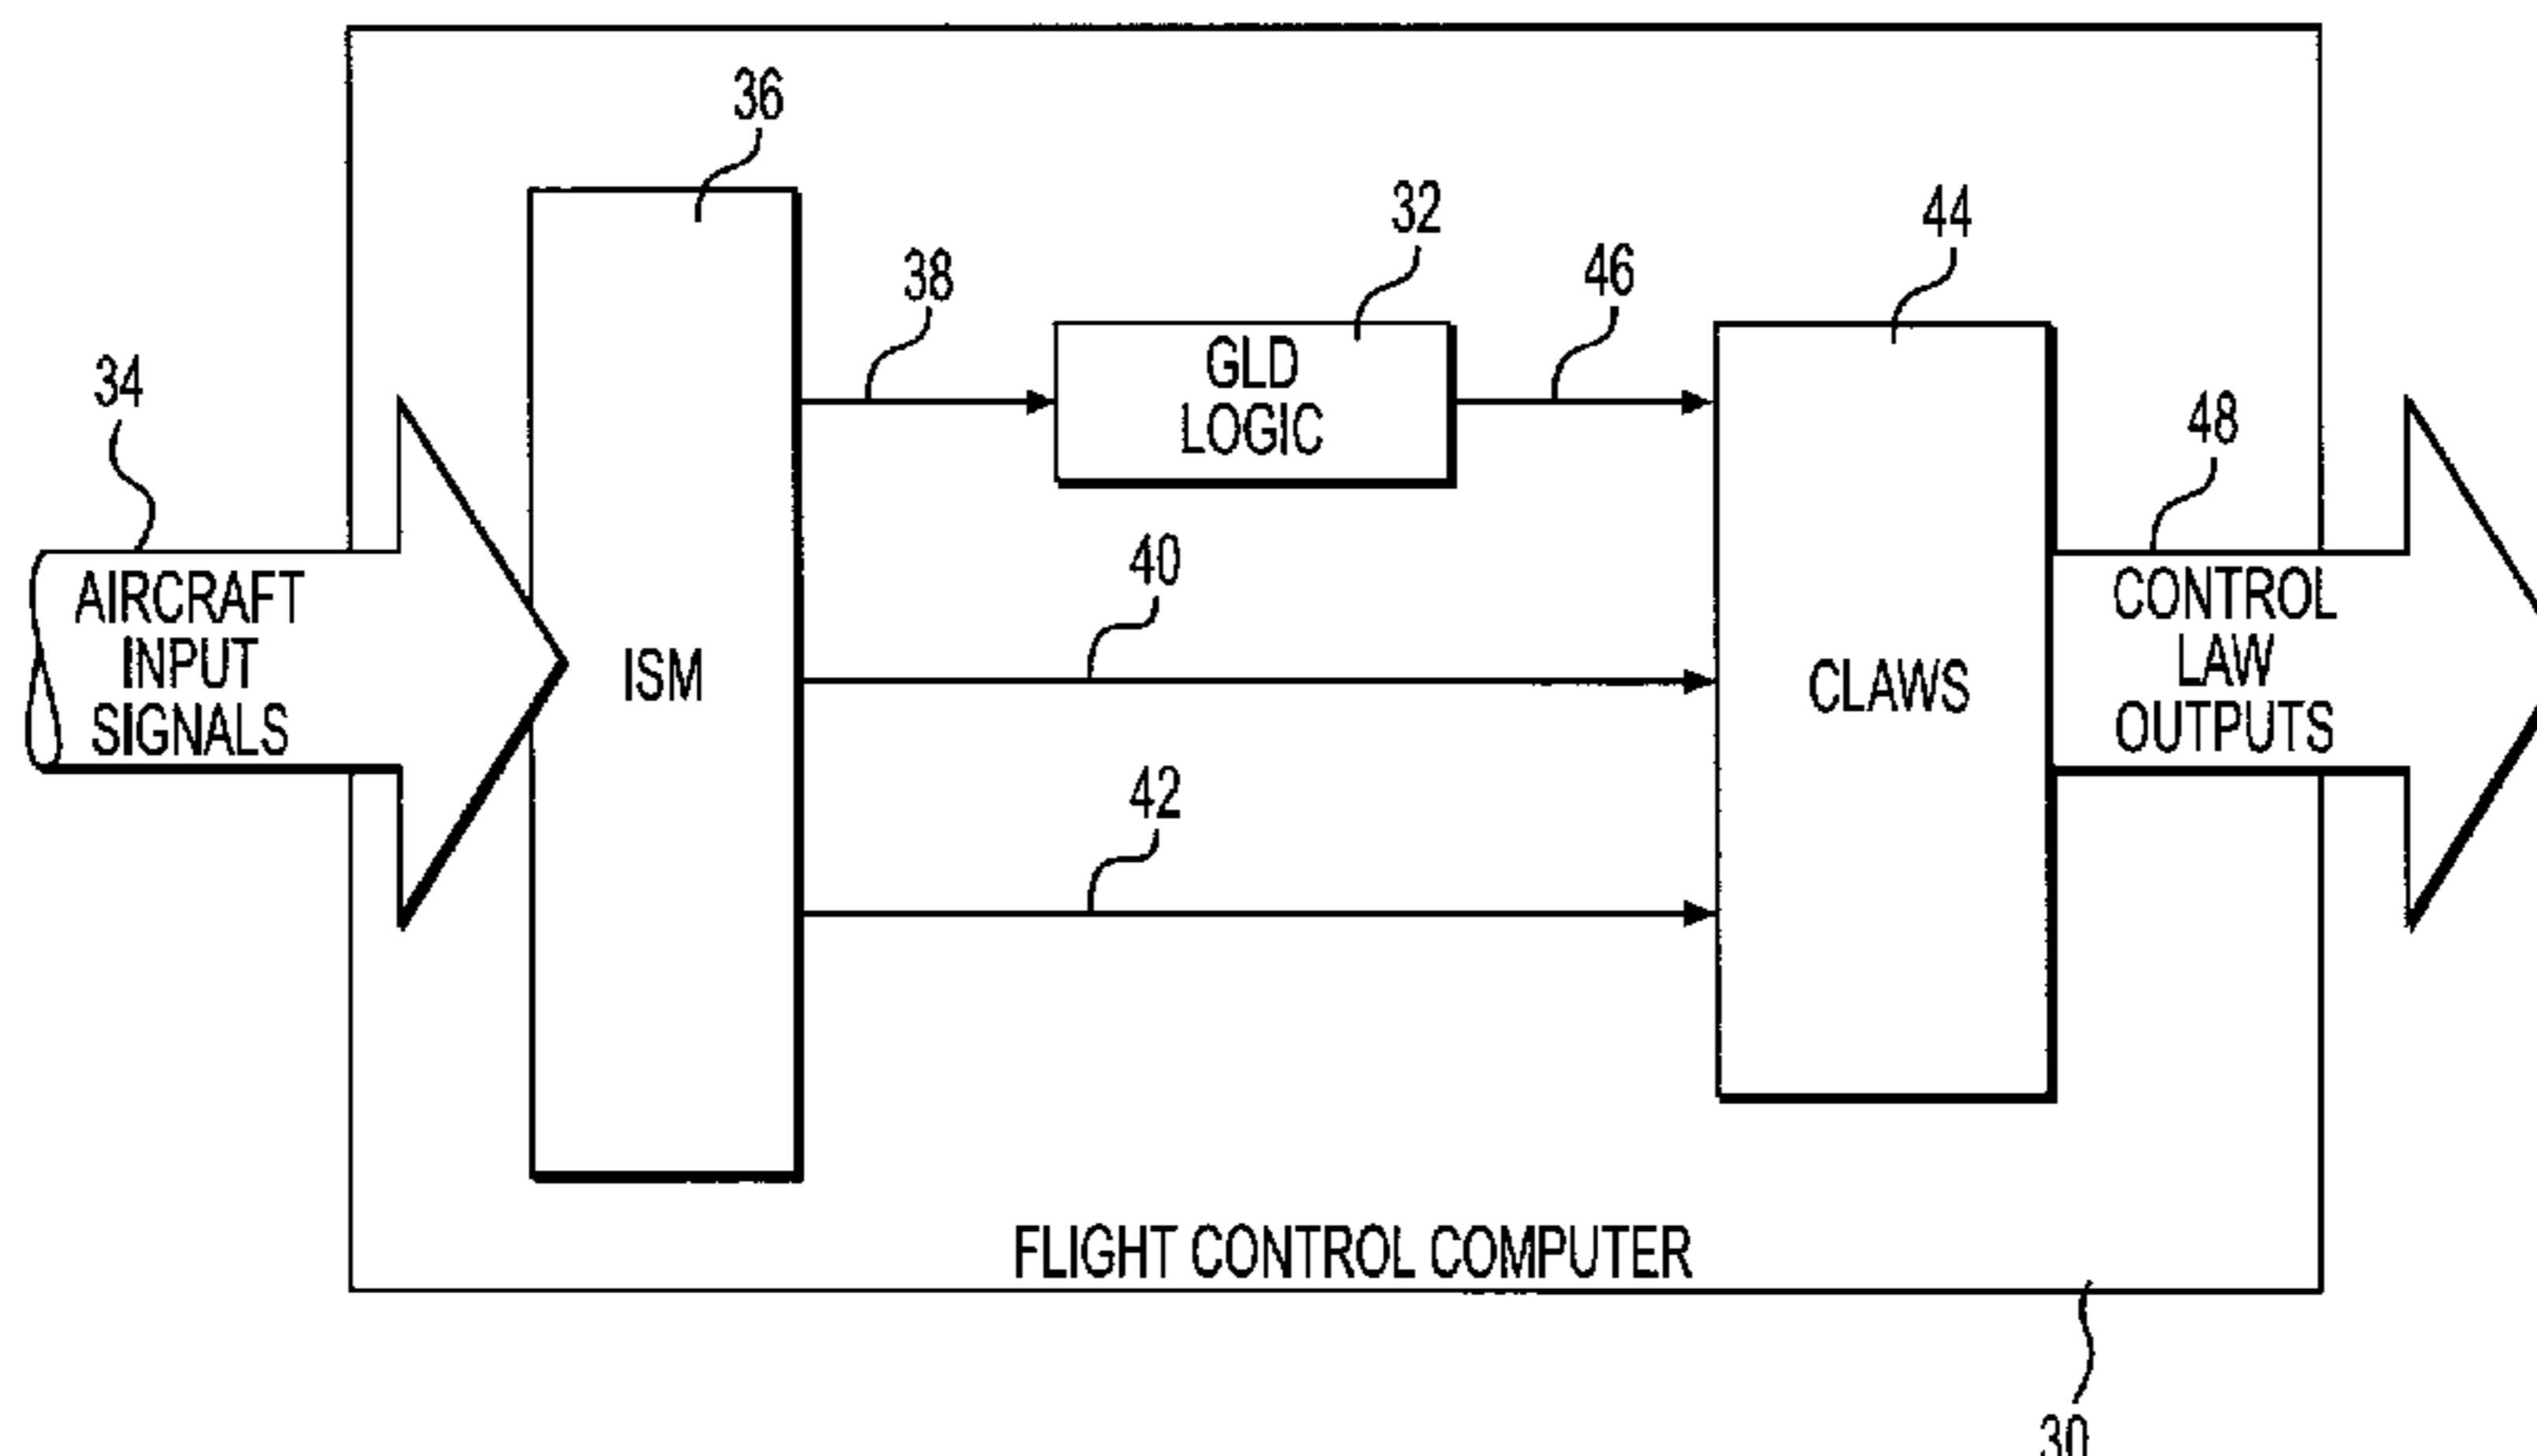 36
32
44
38
46
34
48
GLD
LOGIC
40
AIRCRAFT
INPUT
SIGNALS
ISM
CLAWS
CONTROL
LAW
OUTPUTS
42
FLIGHT CONTROL COMPUTER
30